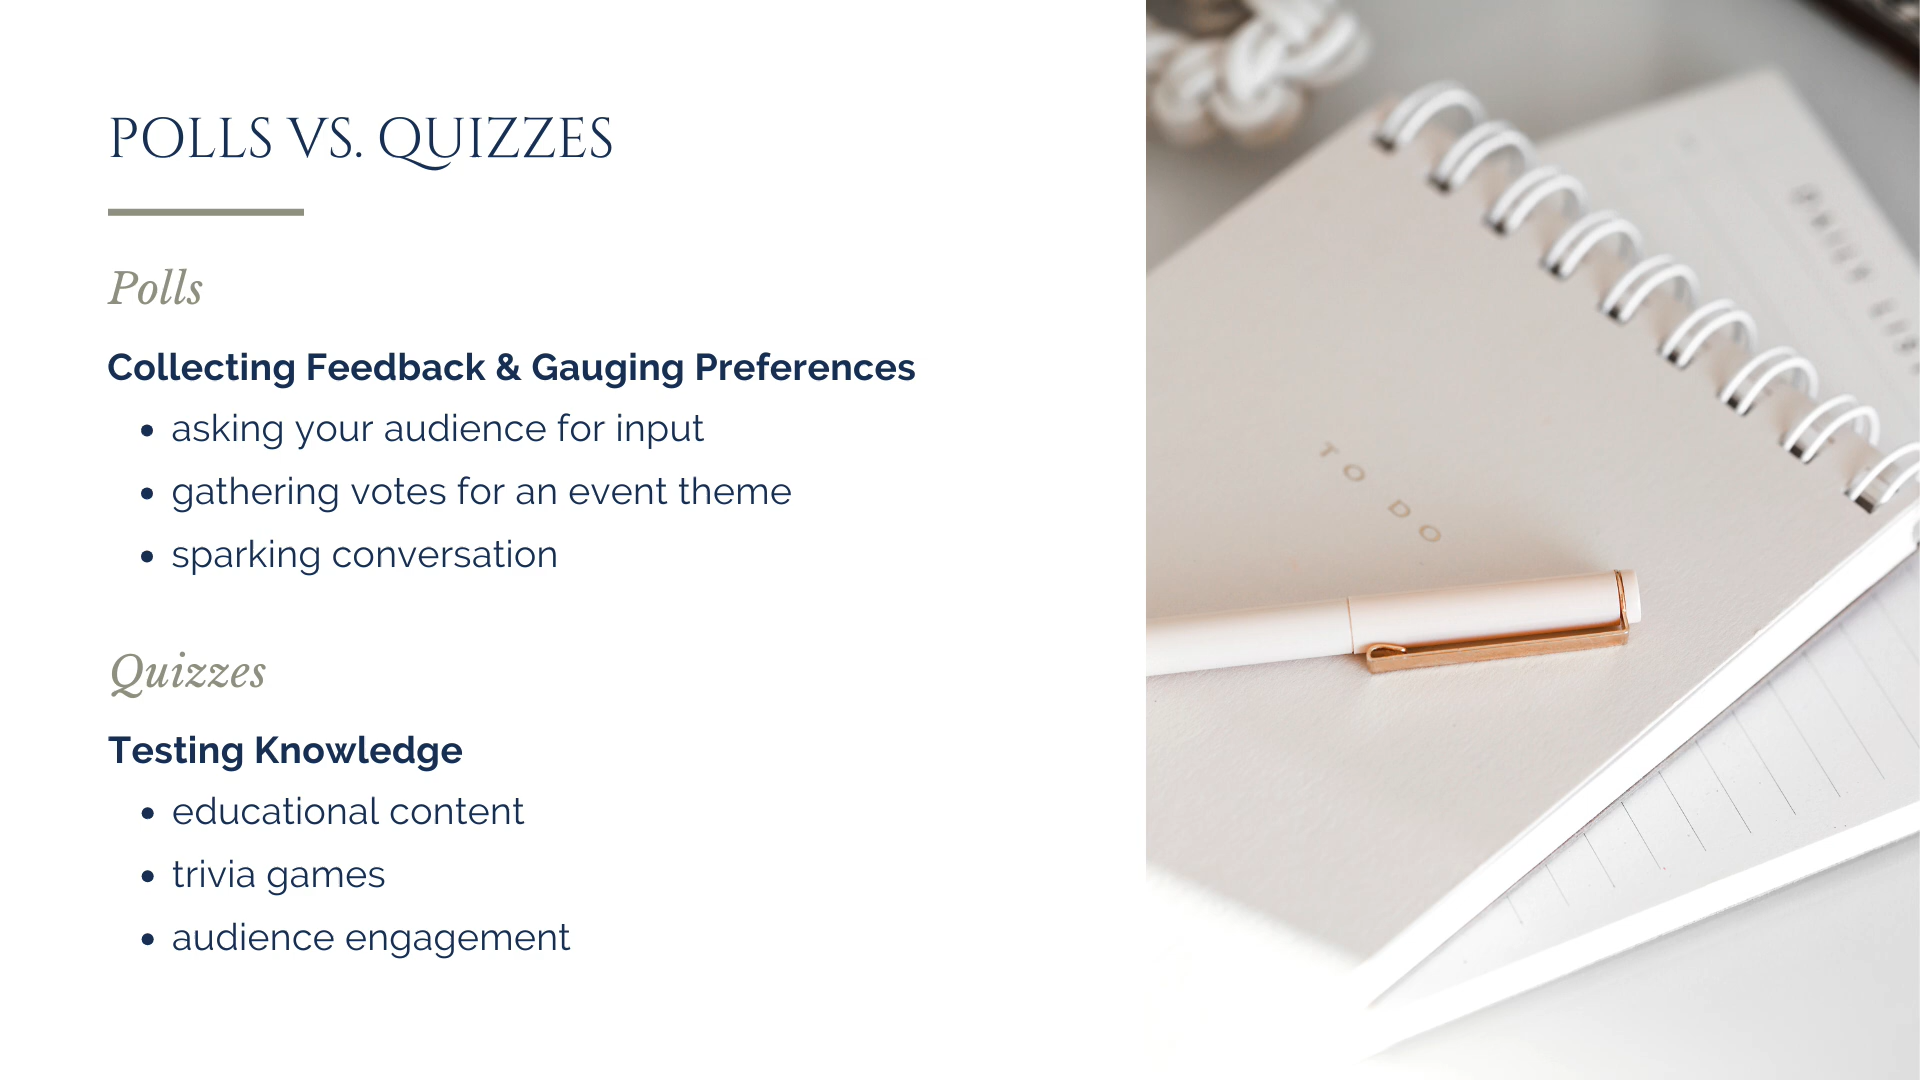 POLLS VS. QUIZZES
Polls
Collecting Feedback & Gauging Preferences
• asking your audience for input
• gathering votes for an event theme
• sparking conversation
Quizzes
Testing Knowledge
• educational content
• trivia games
• audience engagement
TO DO